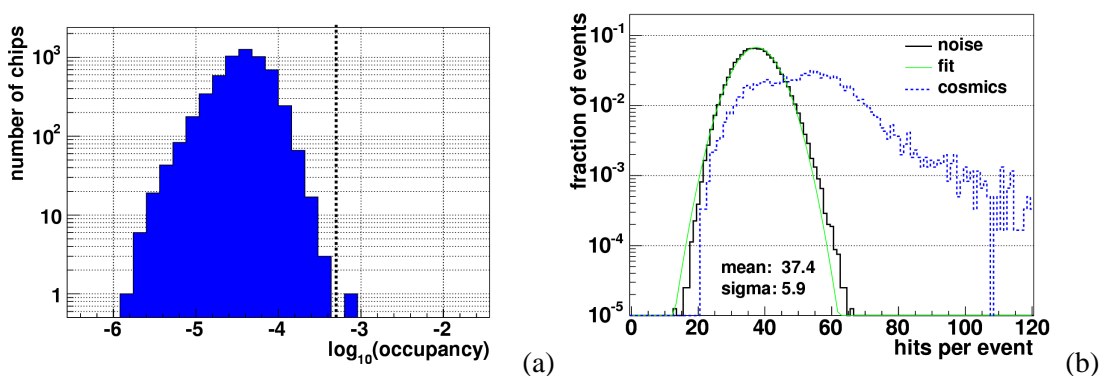 number of chips
10³
10²
10
1
-6 -5 -4 -3 -2
log₁₀(occupancy)
(a)
fraction of events
10⁻¹
10⁻²
10⁻³
10⁻⁴
10⁻⁵
noise
fit
cosmics
mean: 37.4
sigma: 5.9
0 20 40 60 80 100 120
hits per event
(b)